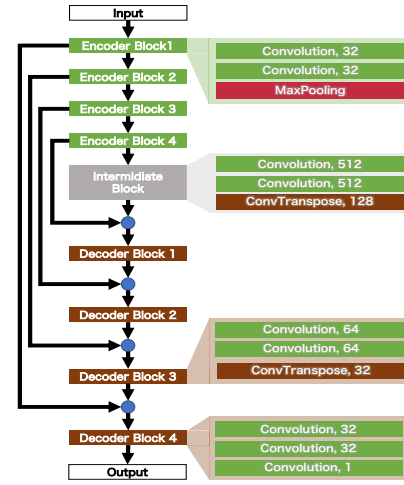 Input
Encoder Block1
Convolution, 32
Convolution, 32
MaxPooling
Encoder Block 2
Encoder Block 3
Encoder Block 4
Intermidiate
Block
Convolution, 512
Convolution, 512
ConvTranspose, 128
Decoder Block 1
Decoder Block 2
Decoder Block 3
Convolution, 64
Convolution, 64
ConvTranspose, 32
Decoder Block 4
Convolution, 32
Convolution, 32
Convolution, 1
Output